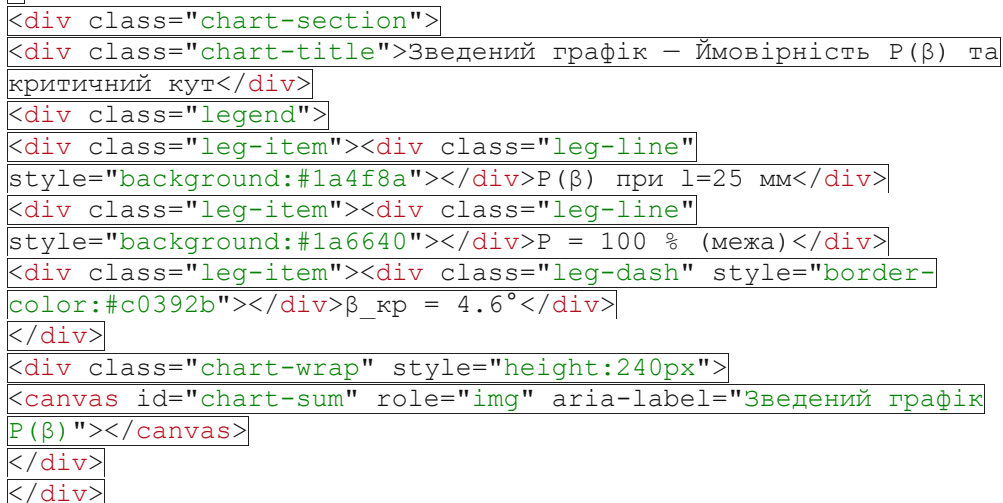 <div class="chart-section">
<div class="chart-title">Зведений графік — Ймовірність P(β) та
критичний кут</div>
<div class="legend">
<div class="leg-item"><div class="leg-line"
style="background:#1a4f8a"></div>P(β) при l=25 мм</div>
<div class="leg-item"><div class="leg-line"
style="background:#1a6640"></div>P = 100 % (межа)</div>
<div class="leg-item"><div class="leg-dash" style="border-
color:#c0392b"></div>β_кр = 4.6°</div>
</div>
<div class="chart-wrap" style="height:240px">
<canvas id="chart-sum" role="img" aria-label="Зведений графік
P(β)"></canvas>
</div>
</div>